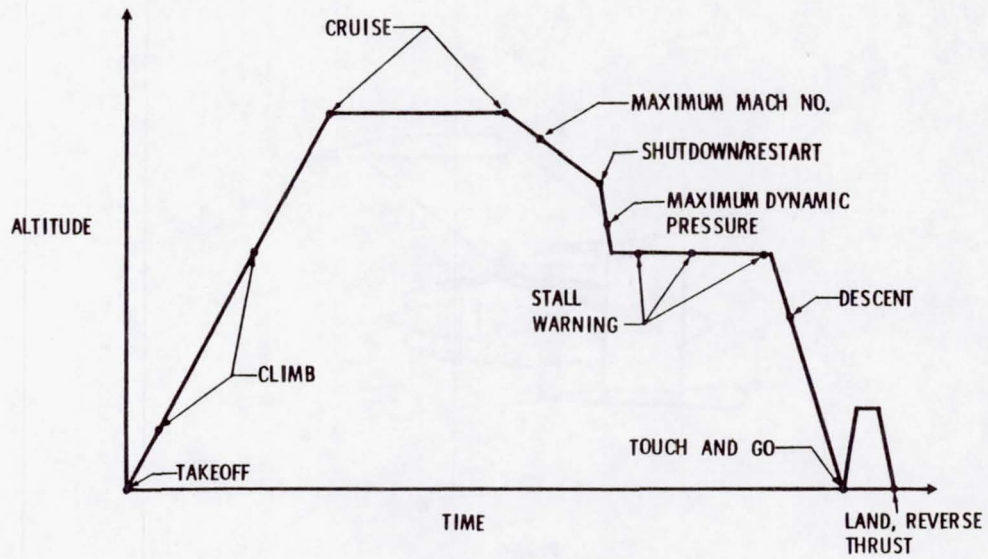 CRUISE
MAXIMUM MACH NO.
SHUTDOWN/RESTART
MAXIMUM DYNAMIC
PRESSURE
ALTITUDE
STALL
WARNING
DESCENT
CLIMB
TOUCH AND GO
TAKEOFF
TIME
LAND, REVERSE
THRUST